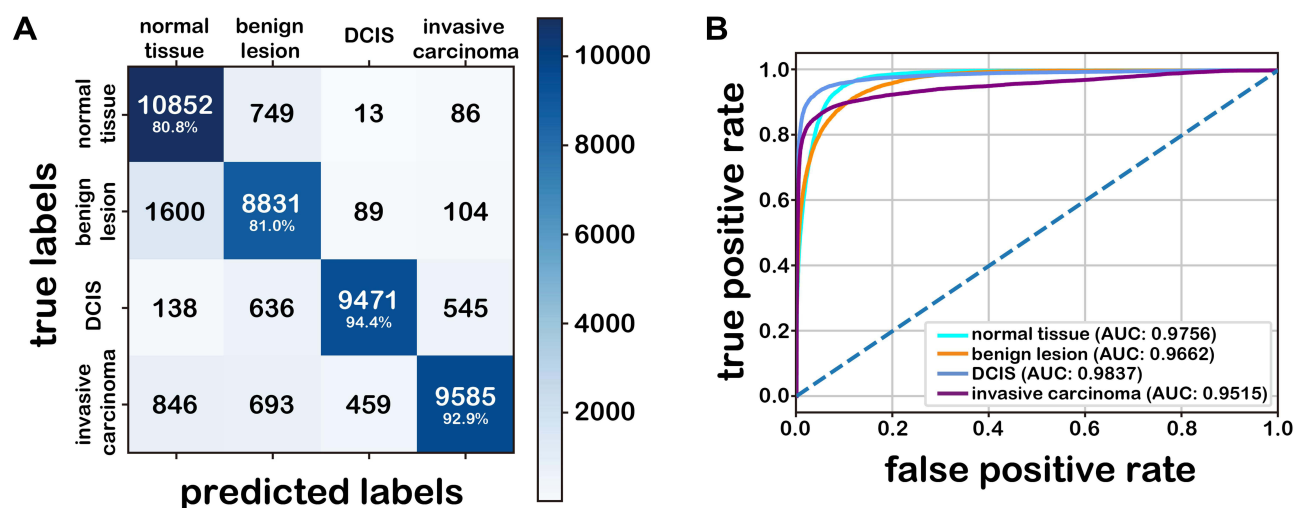 A
normal tissue
benign lesion
DCIS
invasive carcinoma
true labels
normal tissue
10852
80.8%
749
13
86
benign lesion
1600
8831
81.0%
89
104
DCIS
138
636
9471
94.4%
545
invasive carcinoma
846
693
459
9585
92.9%
predicted labels
10000
8000
6000
4000
2000
B
true positive rate
1.0
0.8
0.6
0.4
0.2
0.0
normal tissue (AUC: 0.9756)
benign lesion (AUC: 0.9662)
DCIS (AUC: 0.9837)
invasive carcinoma (AUC: 0.9515)
0.0
0.2
0.4
0.6
0.8
1.0
false positive rate